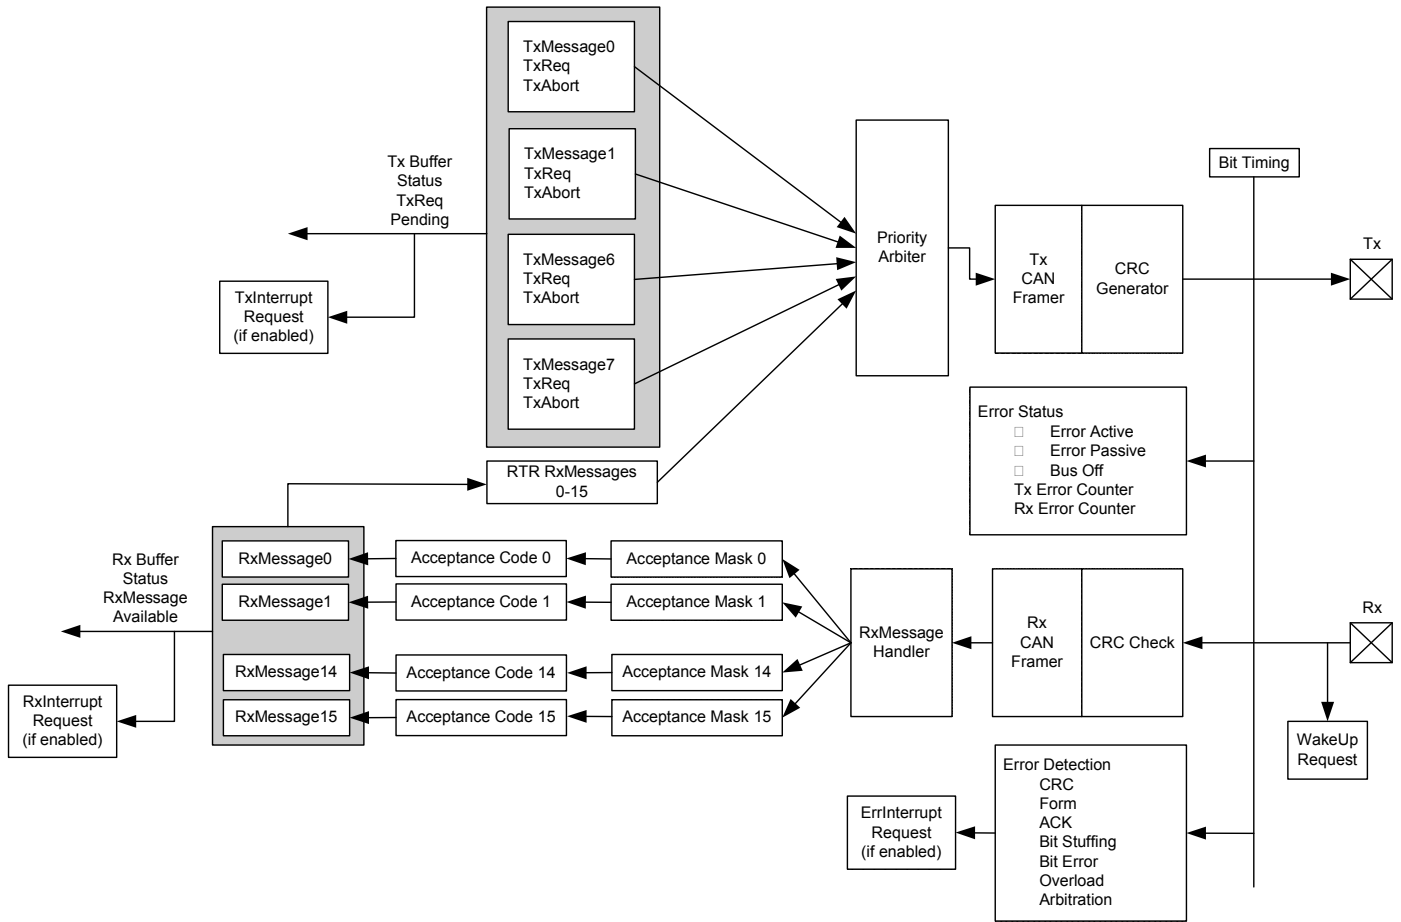 TxMessage0
TxReq
TxAbort
TxMessage1
TxReq
TxAbort
TxMessage6
TxReq
TxAbort
TxMessage7
TxReq
TxAbort
Tx Buffer
Status
TxReq
Pending
TxInterrupt
Request
(if enabled)
Priority
Arbiter
Tx
CAN
Framer
CRC
Generator
Bit Timing
Tx
Error Status
Error Active
Error Passive
Bus Off
Tx Error Counter
Rx Error Counter
RTR RxMessages
0-15
Rx Buffer
Status
RxMessage
Available
RxInterrupt
Request
(if enabled)
RxMessage0
Acceptance Code 0
Acceptance Mask 0
RxMessage1
Acceptance Code 1
Acceptance Mask 1
RxMessage14
Acceptance Code 14
Acceptance Mask 14
RxMessage15
Acceptance Code 15
Acceptance Mask 15
RxMessage
Handler
Rx
CAN
Framer
CRC Check
Rx
WakeUp
Request
Error Detection
CRC
Form
ACK
Bit Stuffing
Bit Error
Overload
Arbitration
ErrInterrupt
Request
(if enabled)